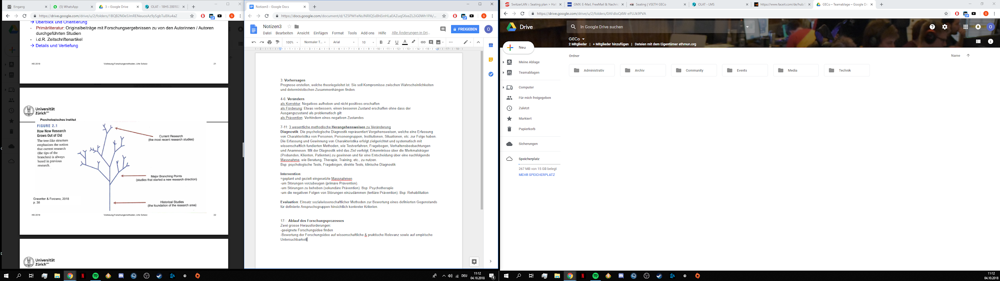 Eingang
(5) WhatsApp
3 – Google Drive
OLAT - 18HS 20010
https://drive.google.com/drive/u/2/folders/1BQB2N0e5JmRENeuosAz9y5gbTu8Xu4aZ
→ Überblick und Orientierung
- Primärliteratur: Originalbeiträge mit Forschungsergebnissen zu von den Autorinnen / Autoren
durchgeführten Studien
- i.d.R. Zeitschriftenartikel
→ Details und Vertiefung
HS 2018
Vorlesung Forschungsmethoden, Urte Scholz
21
Universität
Zürich UZH
Psychologisches Institut
FIGURE 2.1
How New Research
Grows Out of Old
The tree-like structure
emphasizes the notion
that current research
(the tips of the
branches) is always
based in previous
research.
Current Research
(the most recent research studies)
Major Branching Points
(studies that started a new research direction)
Historical Studies
(the foundation of the research area)
Gravetter & Forzano, 2018
p. 38
HS 2018
Vorlesung Forschungsmethoden, Urte Scholz
22
Universität
Zürich UZH
Notizen3 - Google Docs
Notizen3
Datei Bearbeiten Ansicht Einfügen Format Tools Add-ons Hilfe Alle Änderungen in Dri...
FREIGEBEN
O
100% Normaler T... Arial 10 B I U A
3: Vorhersagen
Prognose erstellen, welche theoriegeleitet ist. Sie soll Kompromisse zwischen Wahrscheinlichkeiten
und deterministischen Zusammenhängen finden.
4-6: Verändern
als Korrektur: Negatives aufheben und nicht positives erschaffen
als Förderung: Etwas verbessern, einen besseren Zustand erschaffen ohne dass der
Ausgangszustand als problematisch gilt
als Prävention: Verhindern eines negativen Zustandes
7-11: 3 wesentliche methodische Herangehensweisen zu Veränderung
Diagnostik: Die psychologische Diagnostik repräsentiert Vorgehensweisen, welche eine Erfassung
von Charakteristika von Personen, Personengruppen, Institutionen, Situationen, etc. zur Folge haben.
Die Erfassung und Gewinnung von Charakteristika erfolgt zielgerichtet und systematisch mit
wissenschaftlich fundierten Methoden, wie Testverfahren, Fragebogen, Verhaltensbeobachtungen
und Anamnesen. Mit der Diagnostik wird das Ziel verfolgt, Erkenntnisse über die Merkmalsträger
(Probanden, Klienten, Patienten) zu gewinnen und für eine Entscheidung über eine nachfolgende
Massnahme, wie Beratung, Therapie, Training, etc., zu nutzen.
Bsp: psychologische Tests, Fragebögen, direkte Tests, klinische Diagnostik
Intervention:
=geplant und gezielt eingesetzte Massnahmen
-um Störungen vorzubeugen (primäre Prävention).
-um Störungen zu beheben (sekundäre Prävention). Bsp: Psychotherapie
-um die negativen Folgen von Störungen einzudämmen (tertiäre Prävention). Bsp: Rehabilitation
Evaluation: Einsatz sozialwissenschaftlicher Methoden zur Bewertung eines definierten Gegenstands
für definierte Anspruchsgruppen hinsichtlich konkreter Kriterien.
17- : Ablauf des Forschungsprozesses
Zwei grosse Herausforderungen:
-geeignete Forschungsidee finden
-Bewertung der Forschungsidee auf wissenschaftliche & praktische Relevanz sowie auf empirische
Untersuchbarkeit
DEU
11:12
04.10.2018
4
SwitzerLAN :: Seating plan > Hal
GMX: E-Mail, FreeMail & Nachric
Seating | VSETH GECo
OLAT - LMS
https://www.faceit.com/de/hub/
GECo – Teamablage – Google Dr
https://drive.google.com/drive/u/2/folders/0AFdIoQ4W-ePLUk9PVA
Drive
In Google Drive suchen
O
GECo
2 Mitglieder | + Mitglieder hinzufügen | Dateien mit dem Eigentümer ethmun.org
Neu
Meine Ablage
Teamablagen
Computer
Für mich freigegeben
Zuletzt
Markiert
Papierkorb
Sicherungen
Speicherplatz
267 MB von 15 GB belegt
MEHR SPEICHERPLATZ
Ordner
Name
Administrativ
Archiv
Community
Events
Media
Technik
11:12
04.10.2018